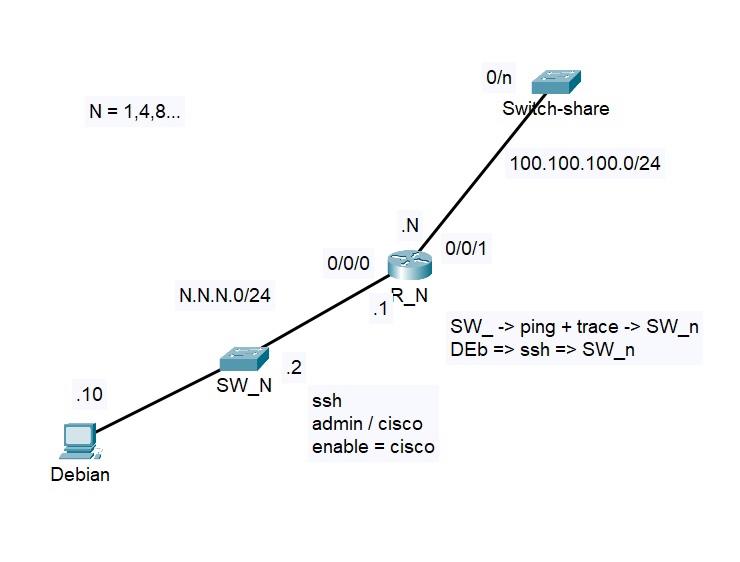 0/n
Switch-share
N = 1,4,8...
100.100.100.0/24
.N
0/0/1
0/0/0
R_N
N.N.N.0/24
.1
SW_ -> ping + trace -> SW_n
DEb => ssh => SW_n
.2
SW_N
.10
ssh
admin / cisco
enable = cisco
Debian